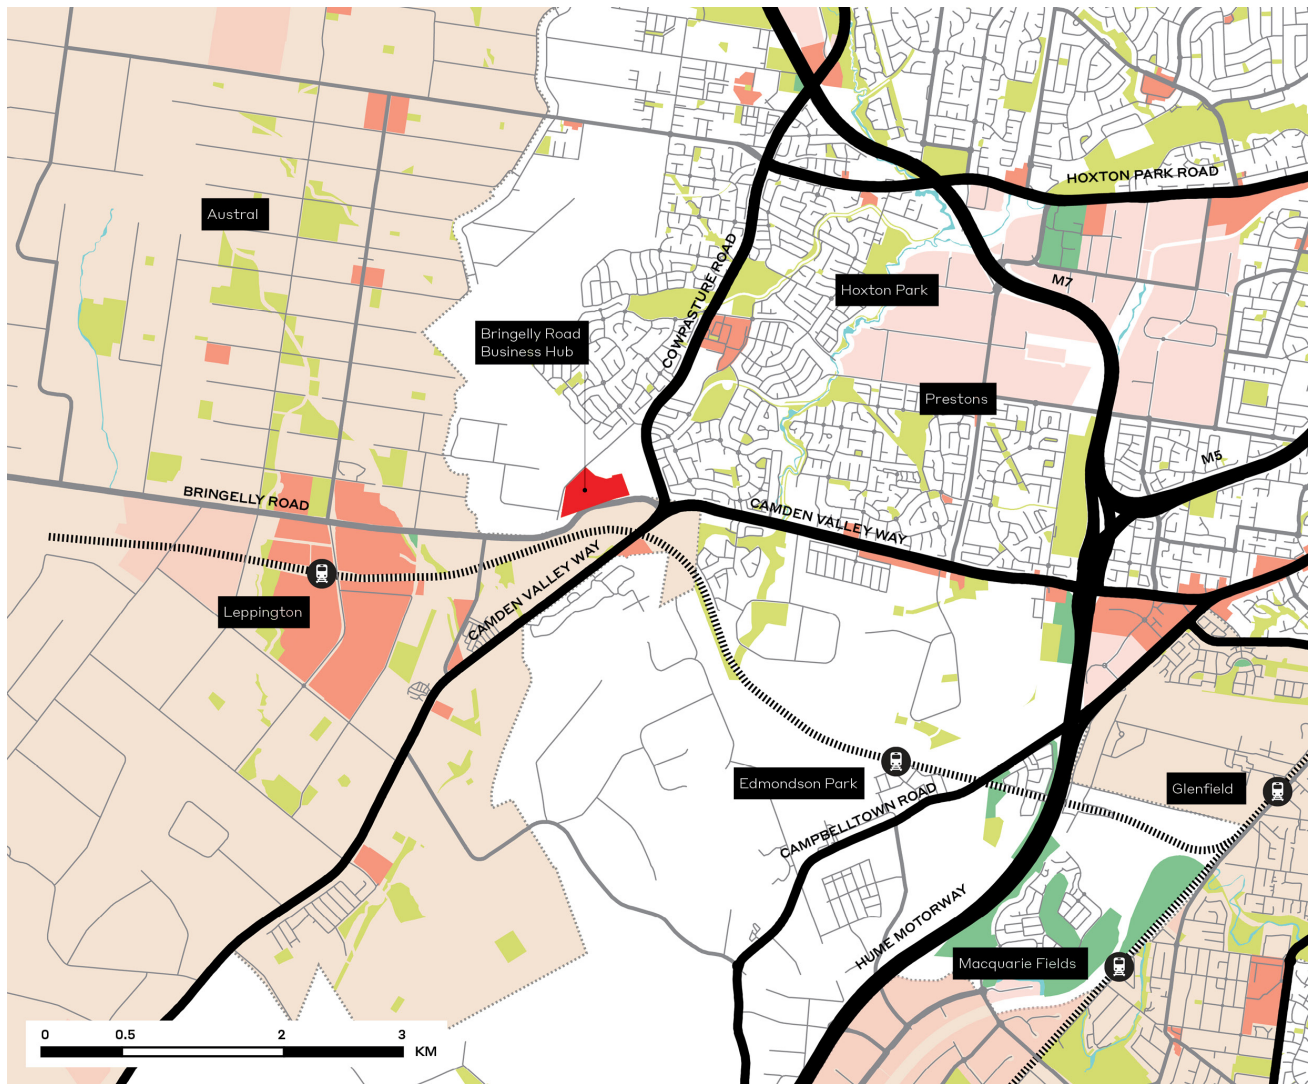 HOXTON PARK ROAD
Austral
COWPASTURE ROAD
M7
Hoxton Park
Bringelly Road
Business Hub
Prestons
M5
BRINGELLY ROAD
CAMDEN VALLEY WAY
CAMDEN VALLEY WAY
Leppington
Edmondson Park
Glenfield
CAMPBELLTOWN ROAD
HUME MOTORWAY
Macquarie Fields
0 0.5 2 3
KM